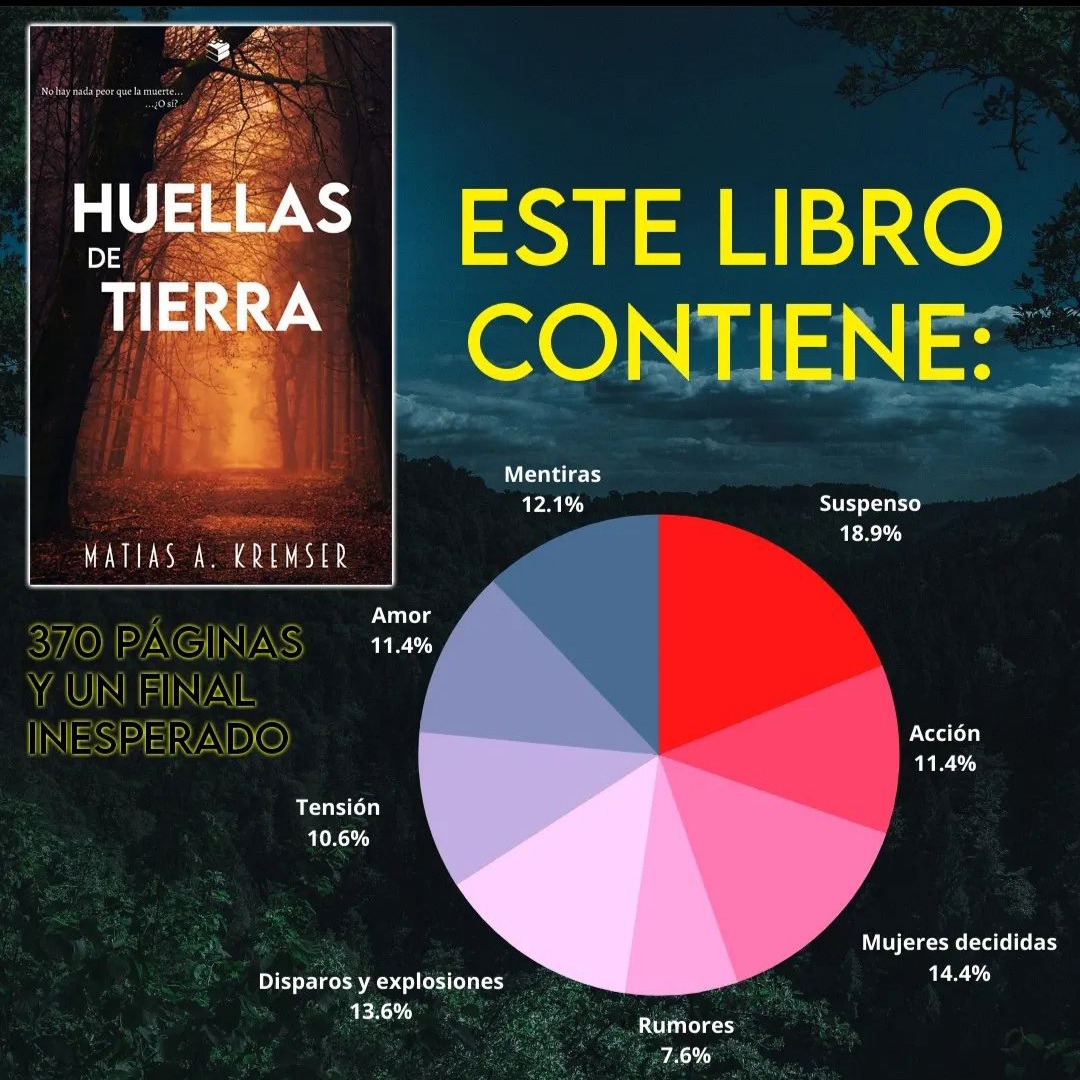 No hay nada peor que la muerte...
...¿O sí?
HUELLAS
DE
TIERRA
MATIAS A. KREMSER
370 PÁGINAS
Y UN FINAL
INESPERADO
ESTE LIBRO
CONTIENE:
Mentiras
12.1%
Suspenso
18.9%
Amor
11.4%
Acción
11.4%
Tensión
10.6%
Mujeres decididas
14.4%
Disparos y explosiones
13.6%
Rumores
7.6%